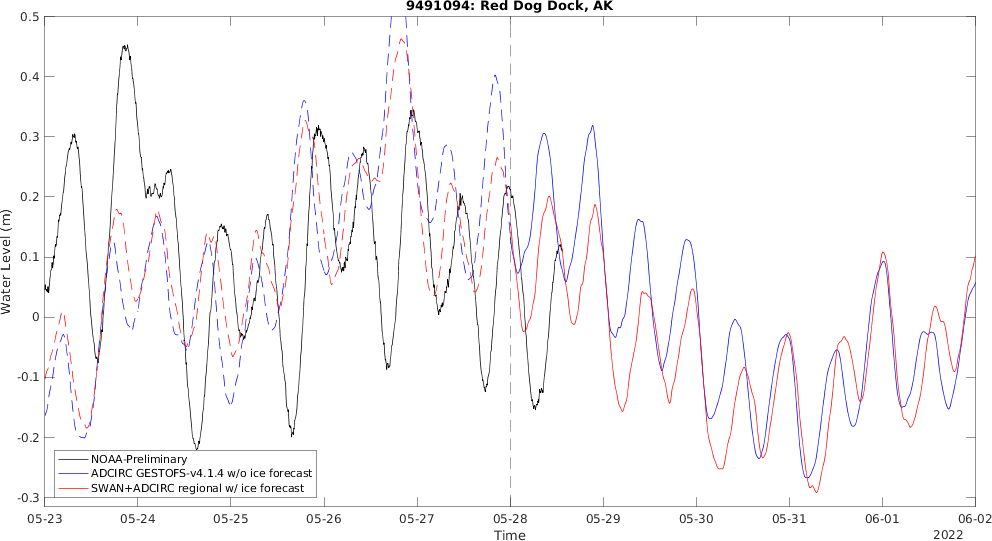 9491094: Red Dog Dock, AK
0.5
0.4
0.3
0.2
0.1
0
-0.1
-0.2
-0.3
Water Level (m)
NOAA-Preliminary
ADCIRC GESTOFS-v4.1.4 w/o ice forecast
SWAN+ADCIRC regional w/ ice forecast
05-23 05-24 05-25 05-26 05-27 05-28 05-29 05-30 05-31 06-01 06-02
Time
2022